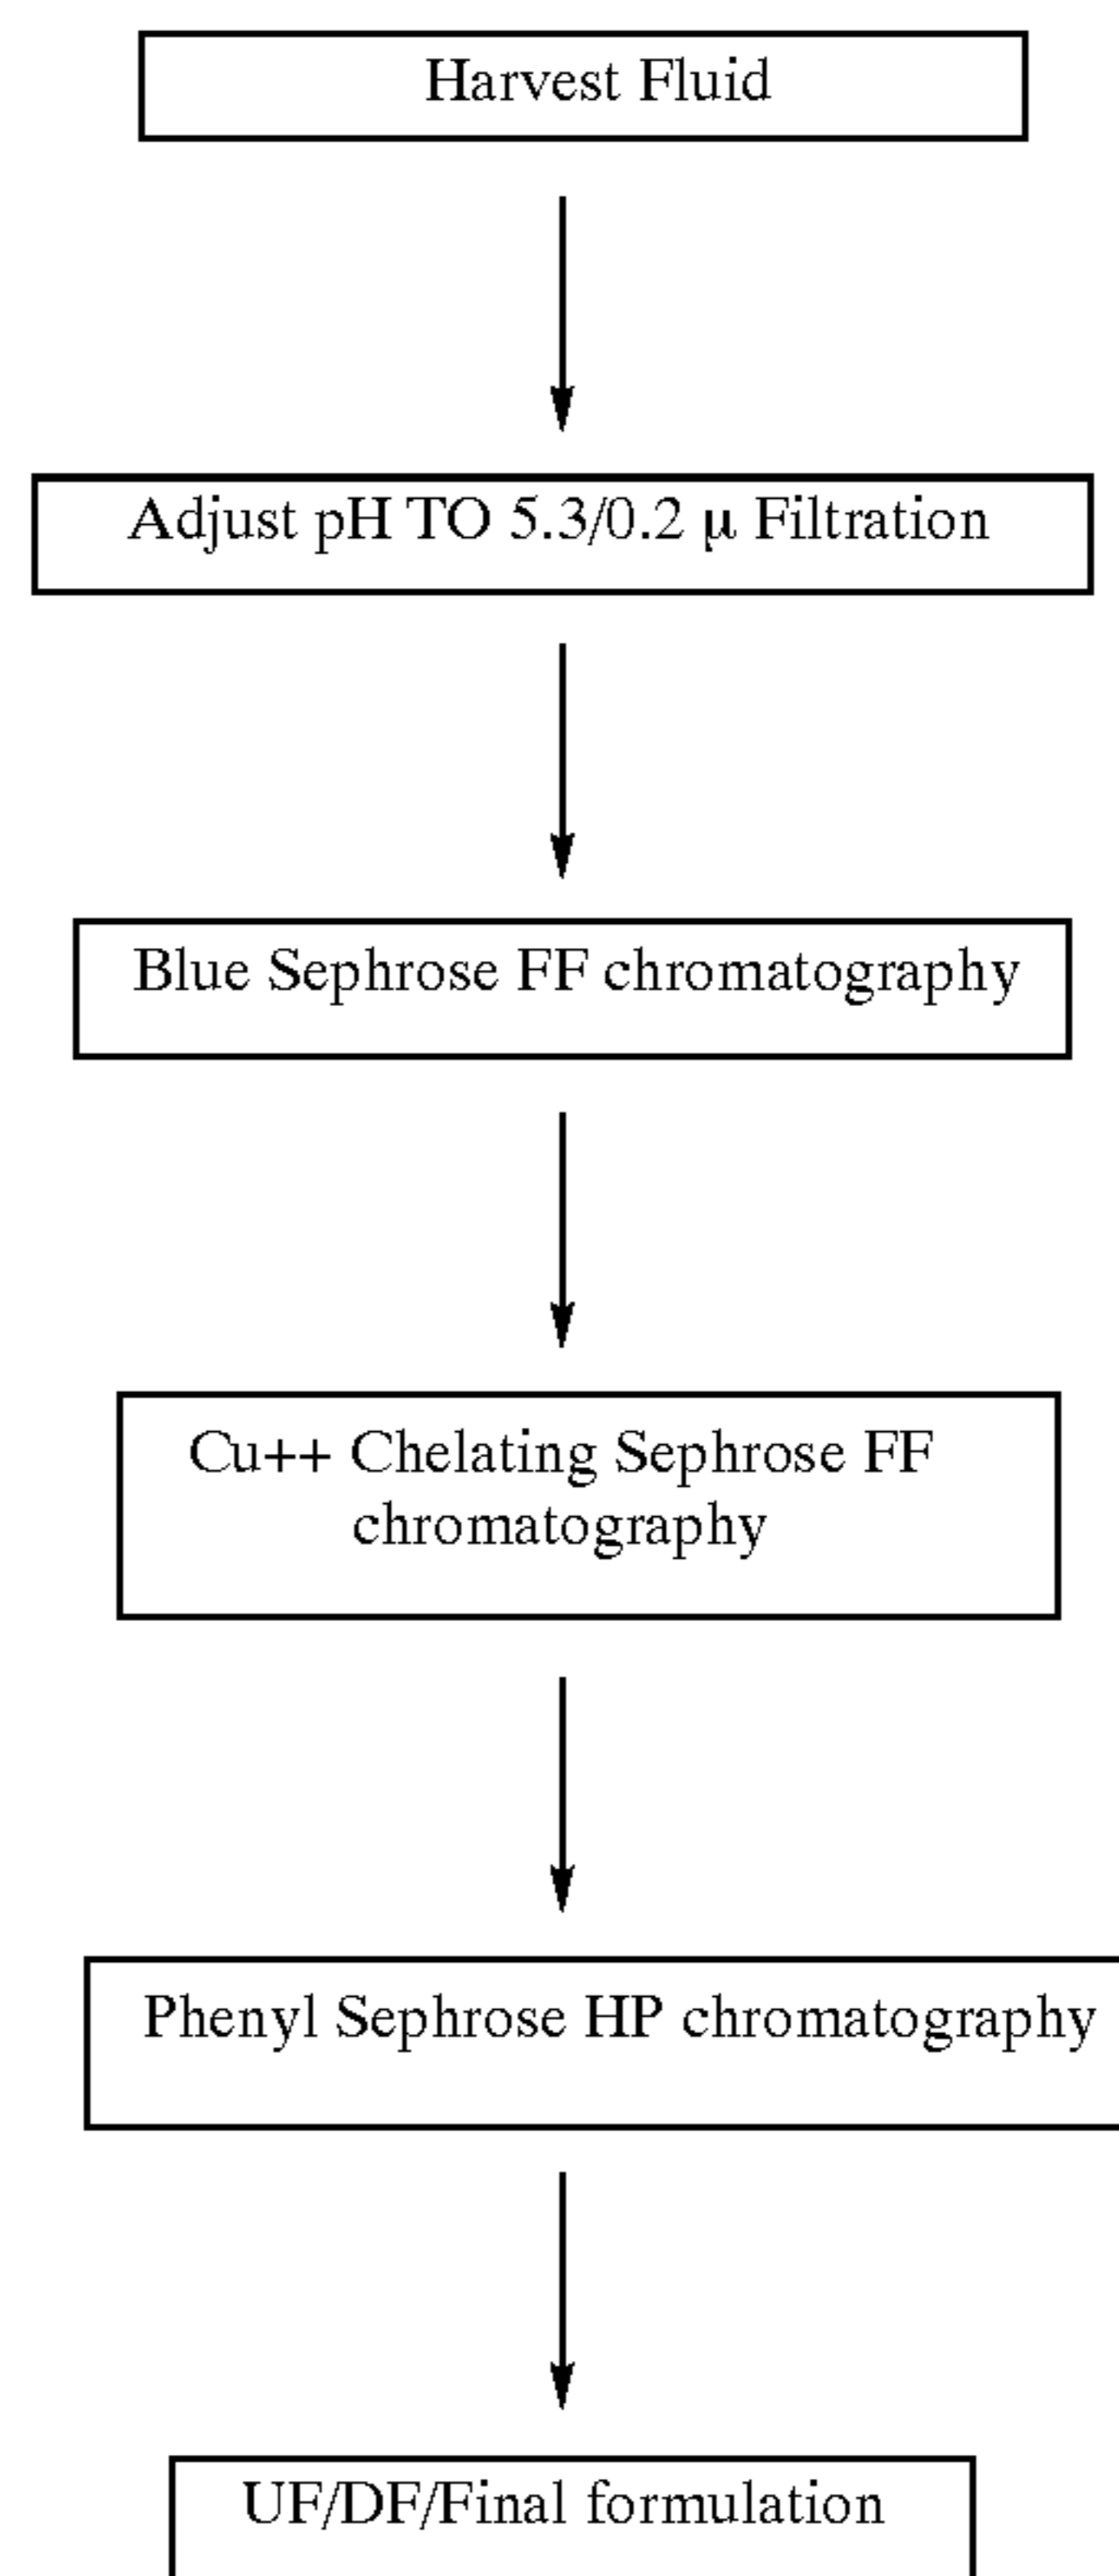 Harvest Fluid
Adjust pH TO 5.3/0.2 µ Filtration
Blue Sephrose FF chromatography
Cu++ Chelating Sephrose FF
chromatography
Phenyl Sephrose HP chromatography
UF/DF/Final formulation